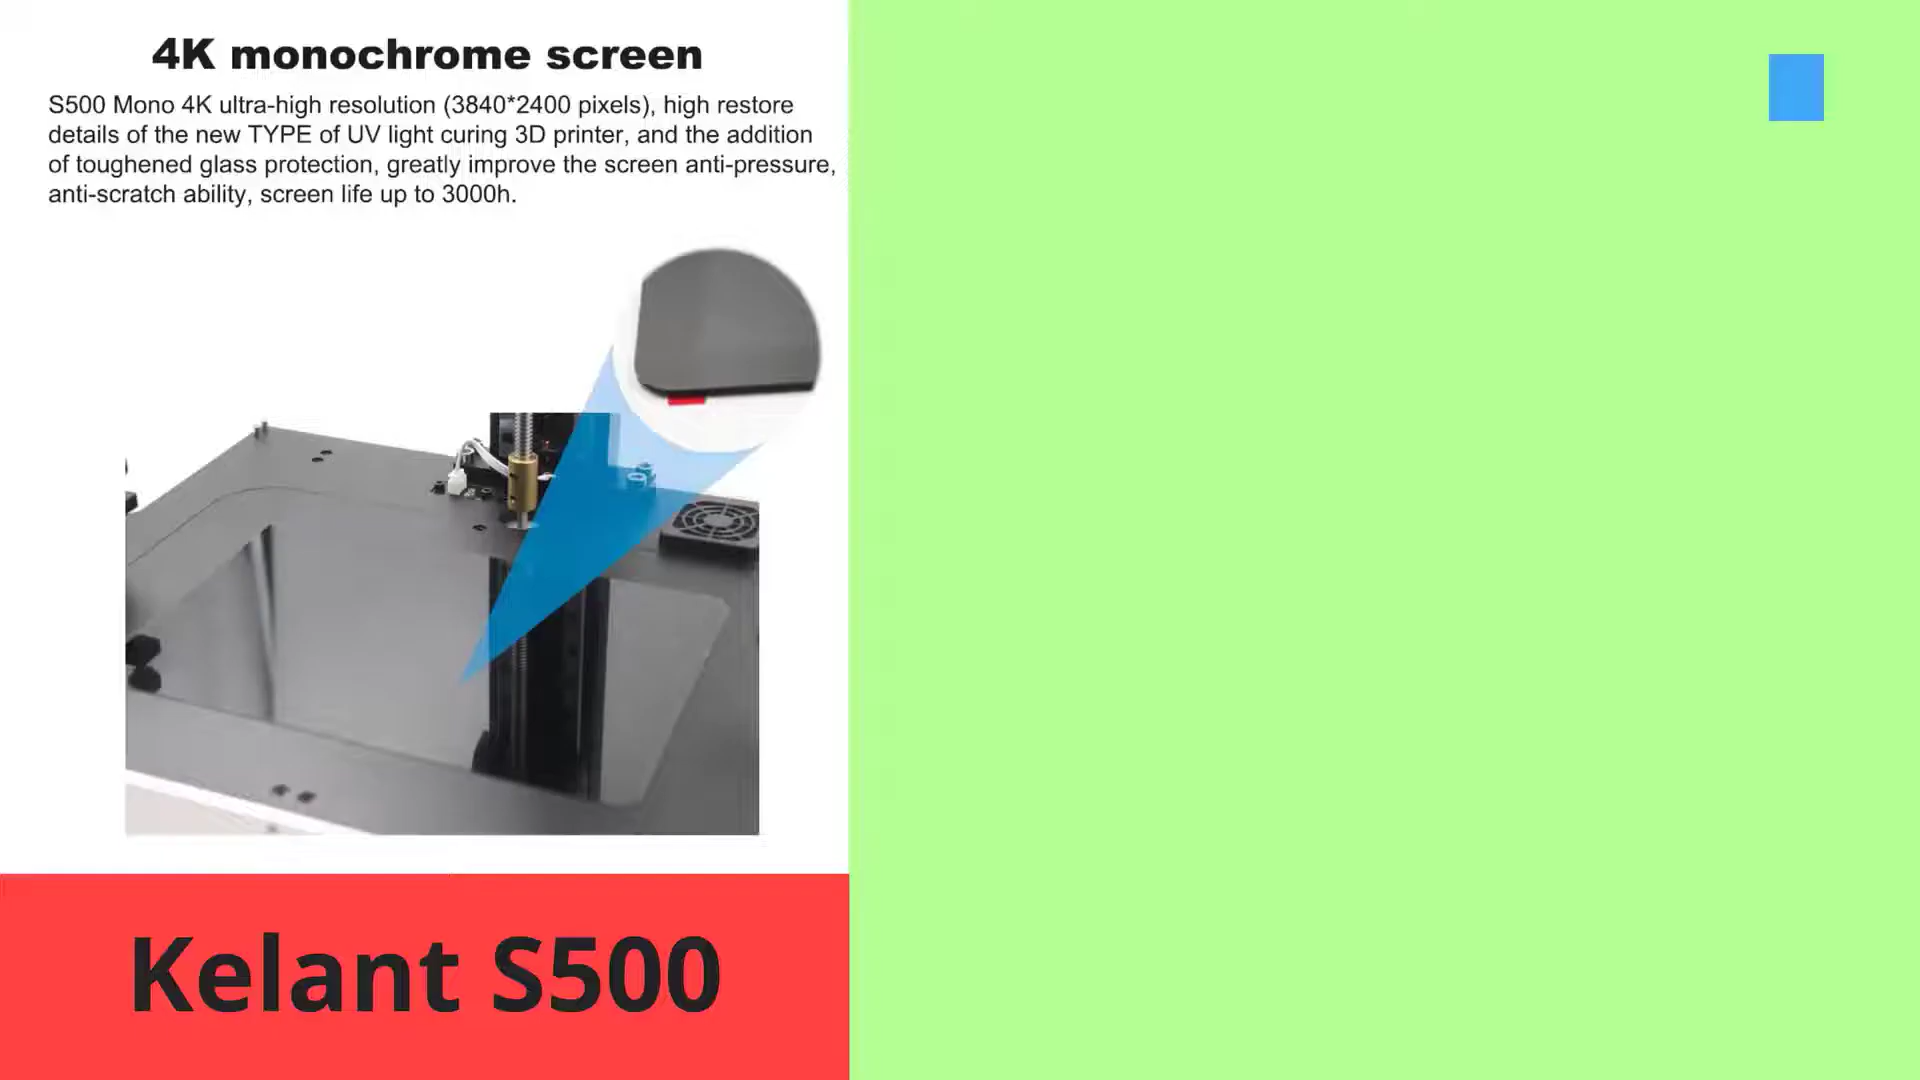 4K monochrome screen
S500 Mono 4K ultra-high resolution (3840*2400 pixels), high restore
details of the new TYPE of UV light curing 3D printer, and the addition
of toughened glass protection, greatly improve the screen anti-pressure,
anti-scratch ability, screen life up to 3000h.
Kelant S500